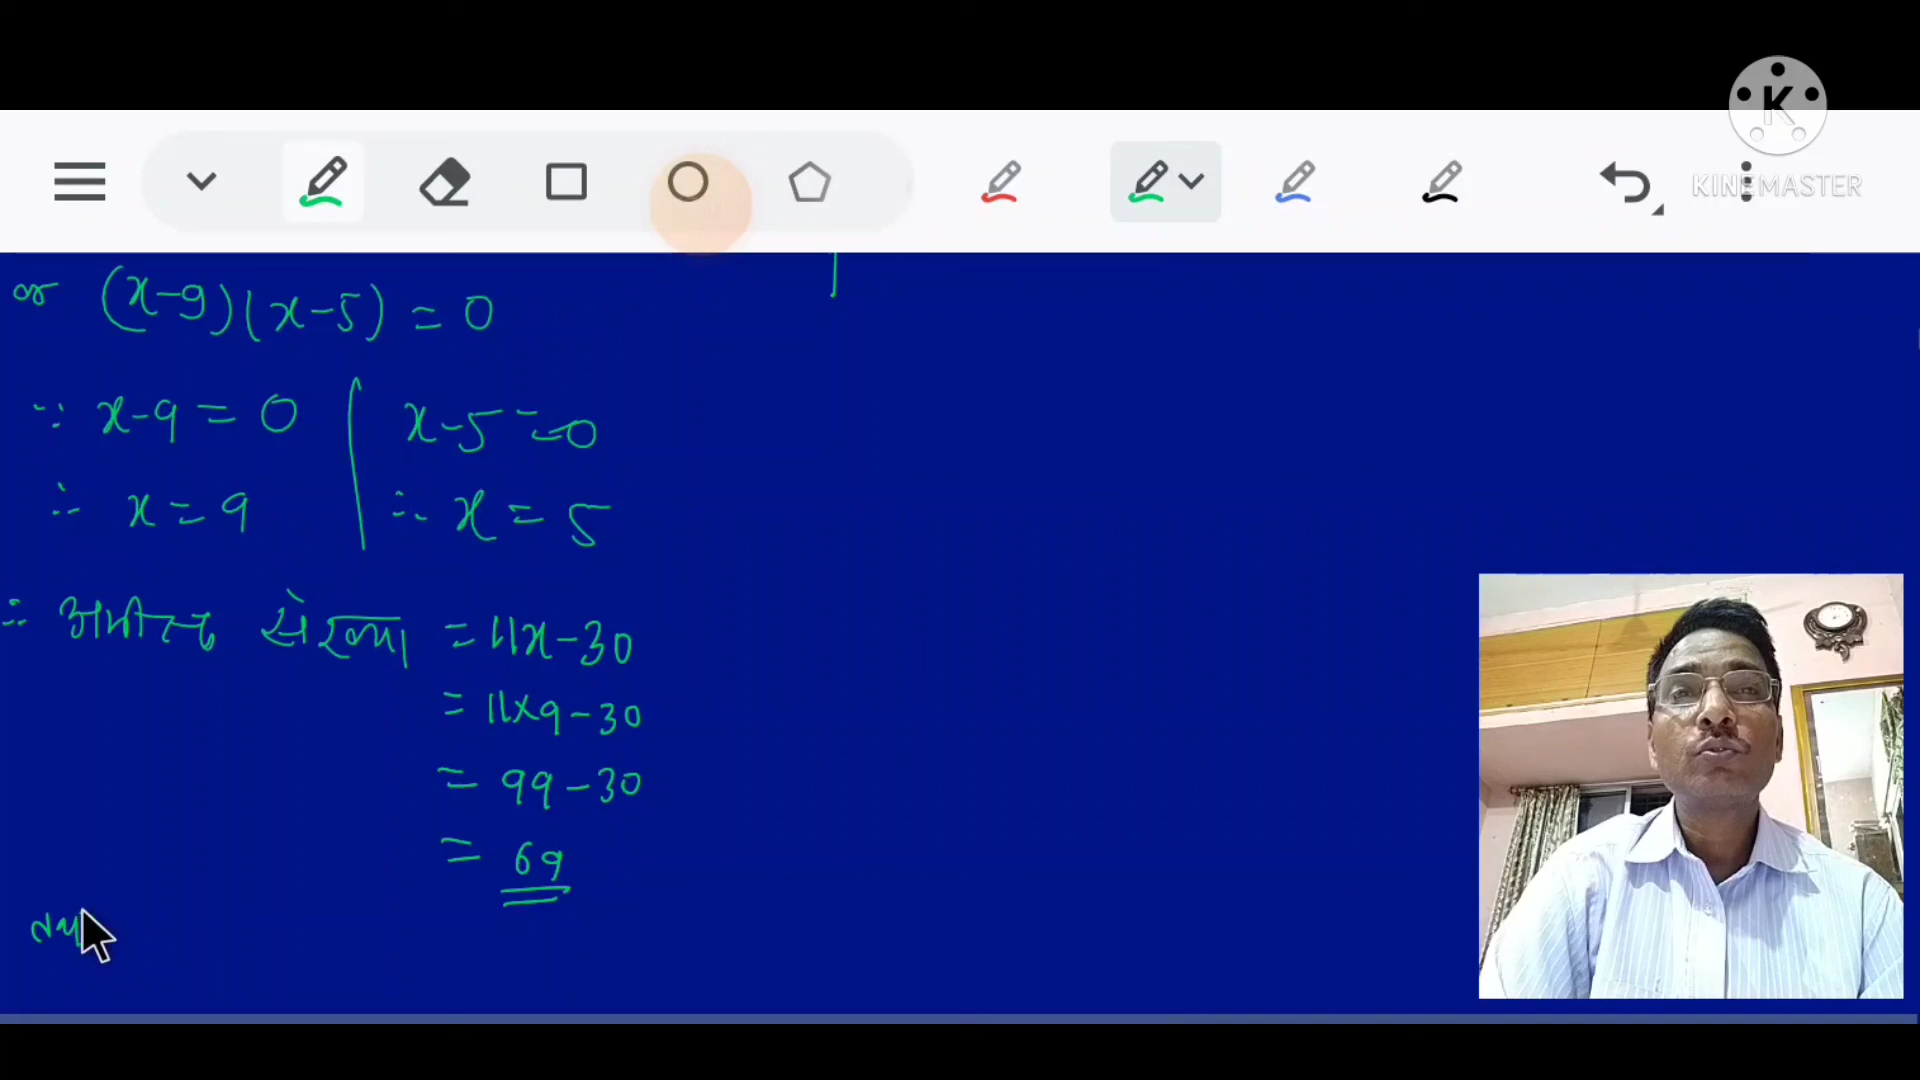 KINEMASTER
or (x-9)(x-5) = 0
∵ x-9 = 0 | x-5 = 0
∴ x = 9 | ∴ x = 5
∴ अभीष्ट संख्या = 11x-30
= 11×9-30
= 99-30
= 69